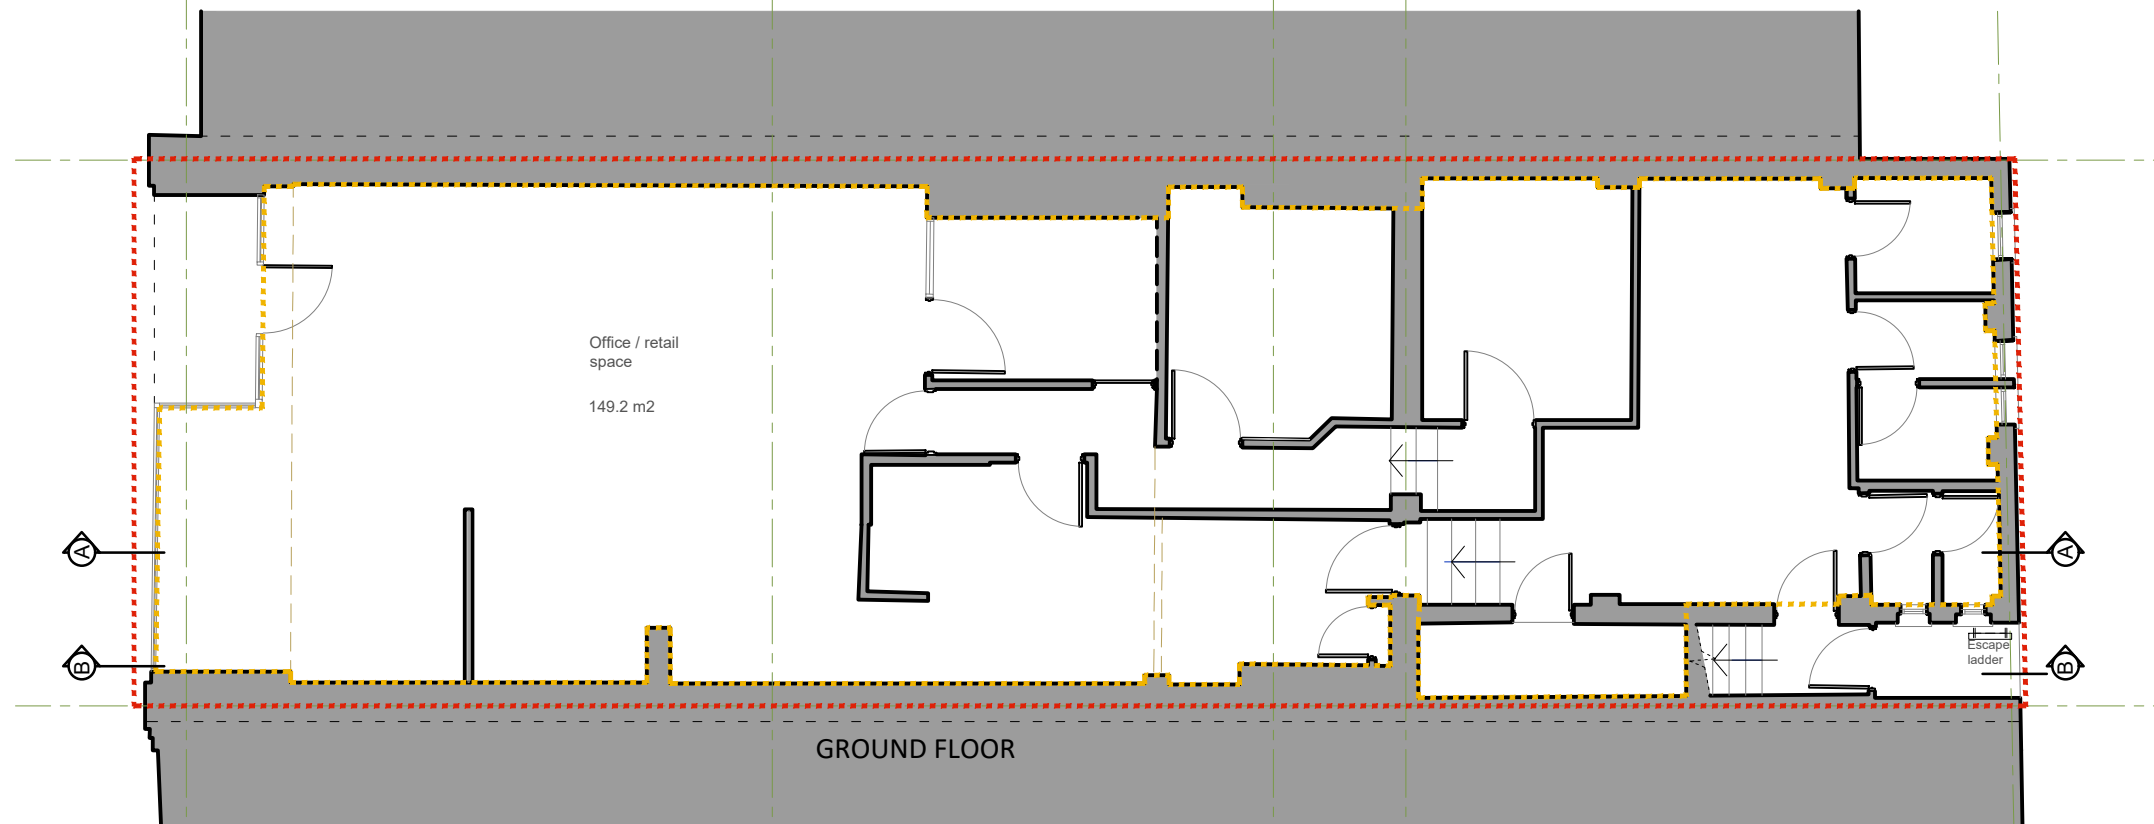 Office / retail
space
149.2 m2
A
A
B
B
Escape
ladder
GROUND FLOOR